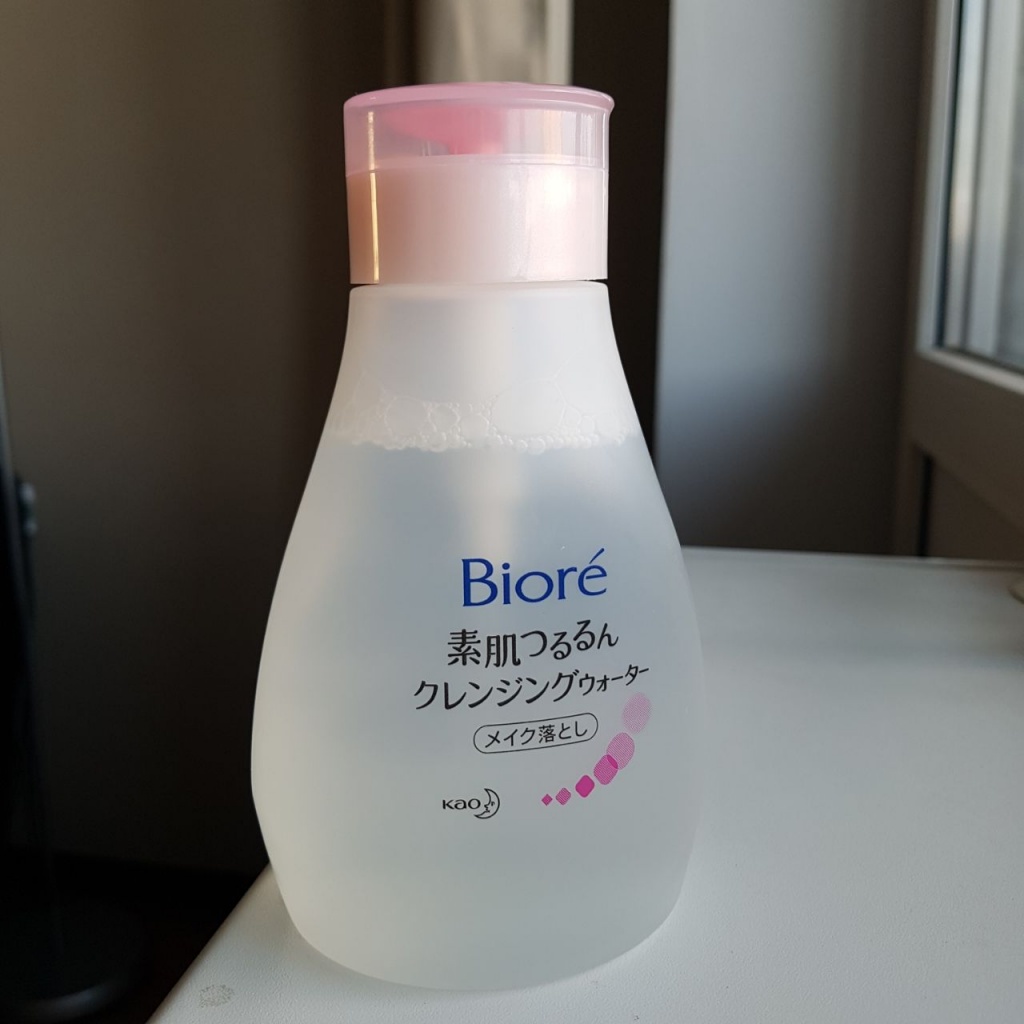 Bioré
素肌つるるん
クレンジングウォーター
メイク落とし
Kao